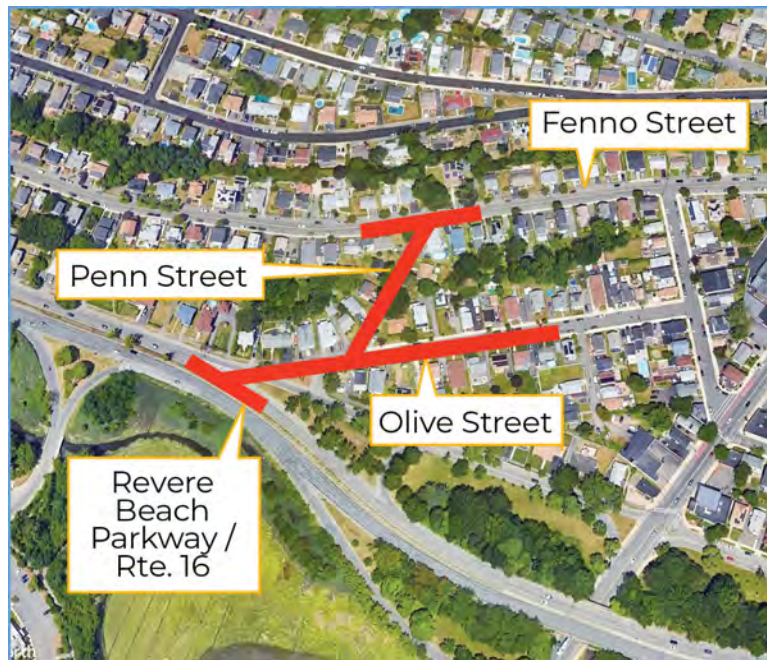 Fenno Street
Penn Street
Olive Street
Revere
Beach
Parkway /
Rte. 16